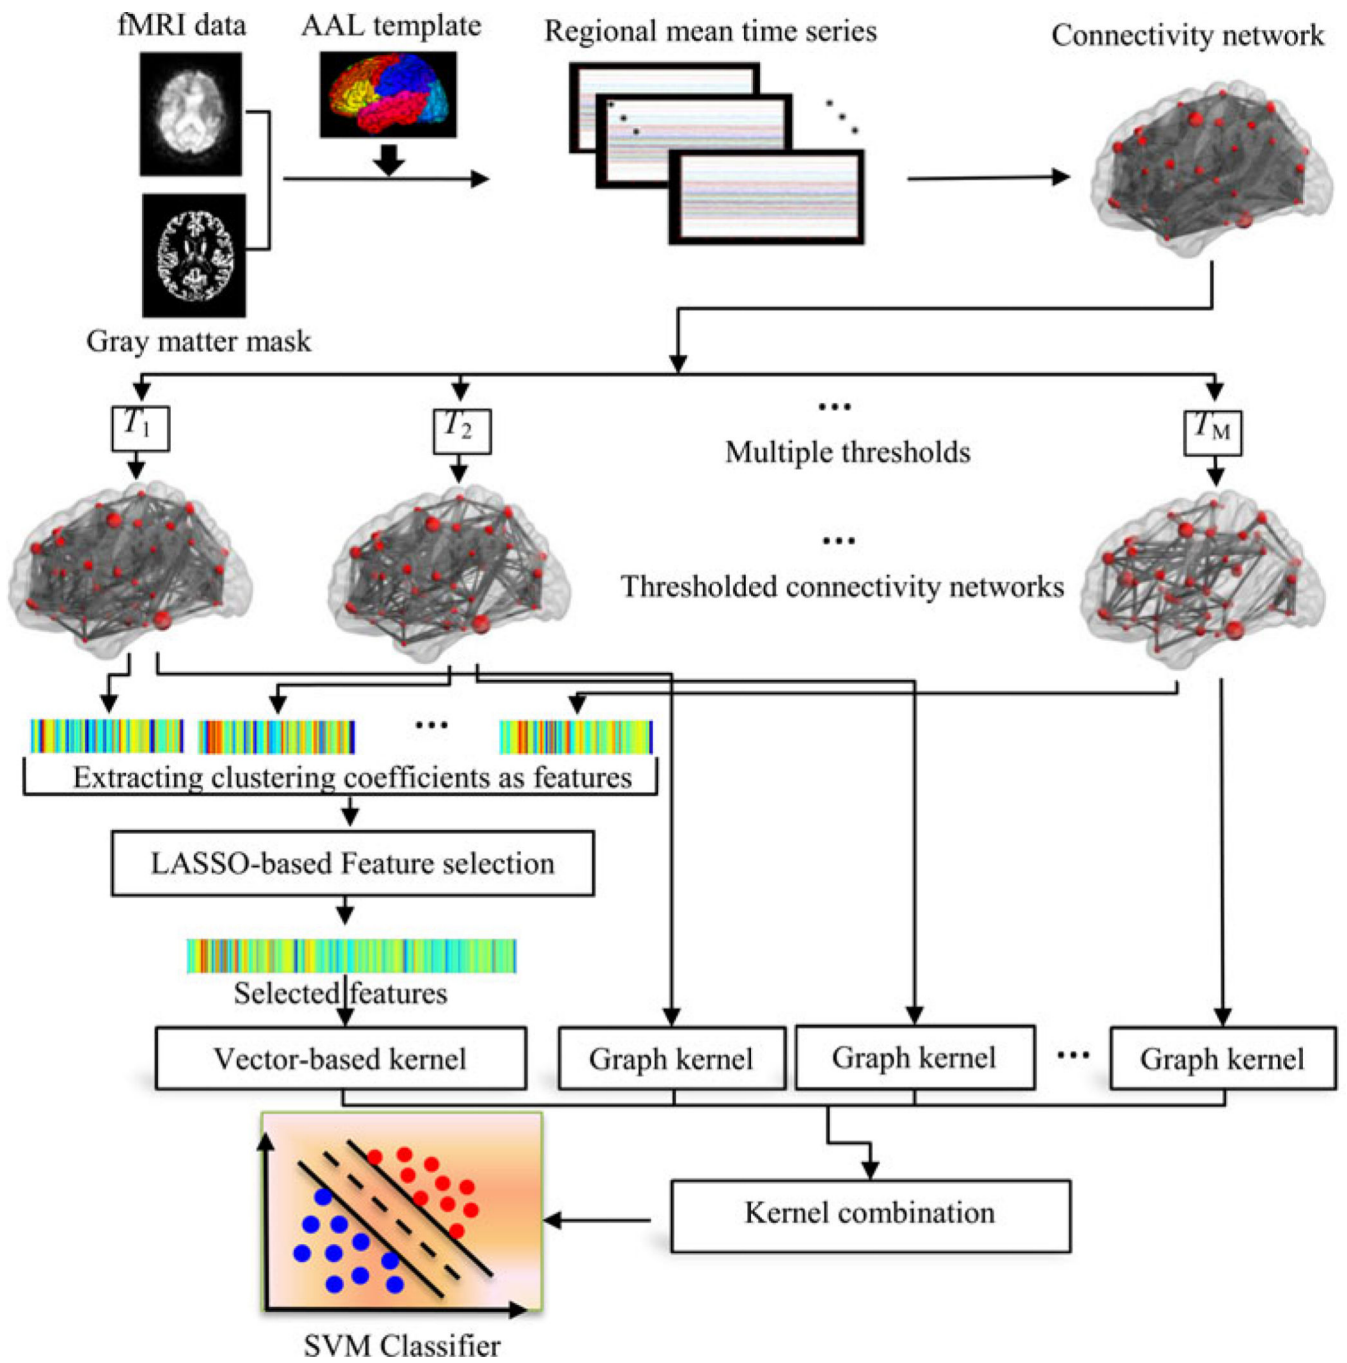 fMRI data
AAL template
Regional mean time series
Connectivity network
Gray matter mask
T1
T2
...
TM
Multiple thresholds
...
Thresholded connectivity networks
...
Extracting clustering coefficients as features
LASSO-based Feature selection
Selected features
Vector-based kernel
Graph kernel
Graph kernel
...
Graph kernel
Kernel combination
SVM Classifier